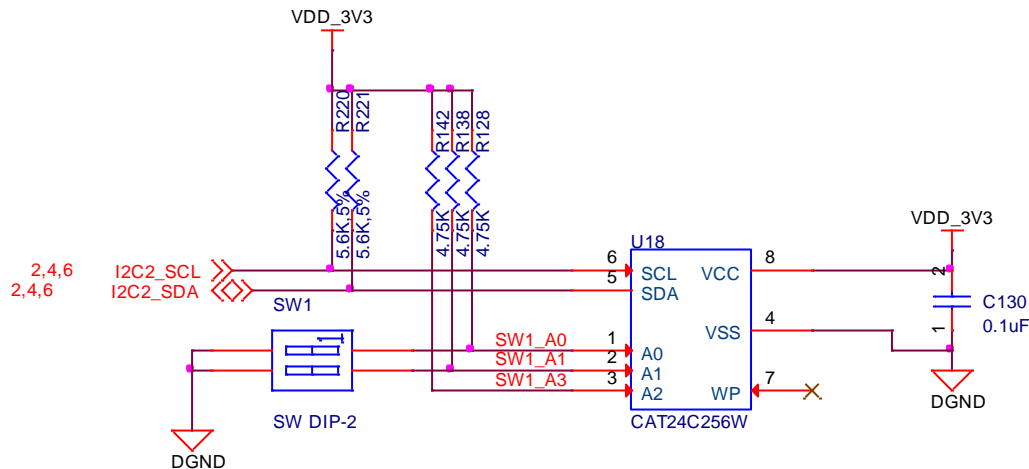 VDD_3V3
R220
R221
R142
R138
R128
5.6K,5%
5.6K,5%
4.75K
4.75K
4.75K
VDD_3V3
2,4,6
I2C2_SCL
2,4,6
I2C2_SDA
U18
6
SCL
VCC
8
5
SDA
2
C130
0.1uF
SW1
VSS
4
1
1
SW1_A0
1
A0
SW1_A1
2
A1
SW1_A3
3
A2
WP
7
SW DIP-2
CAT24C256W
DGND
DGND